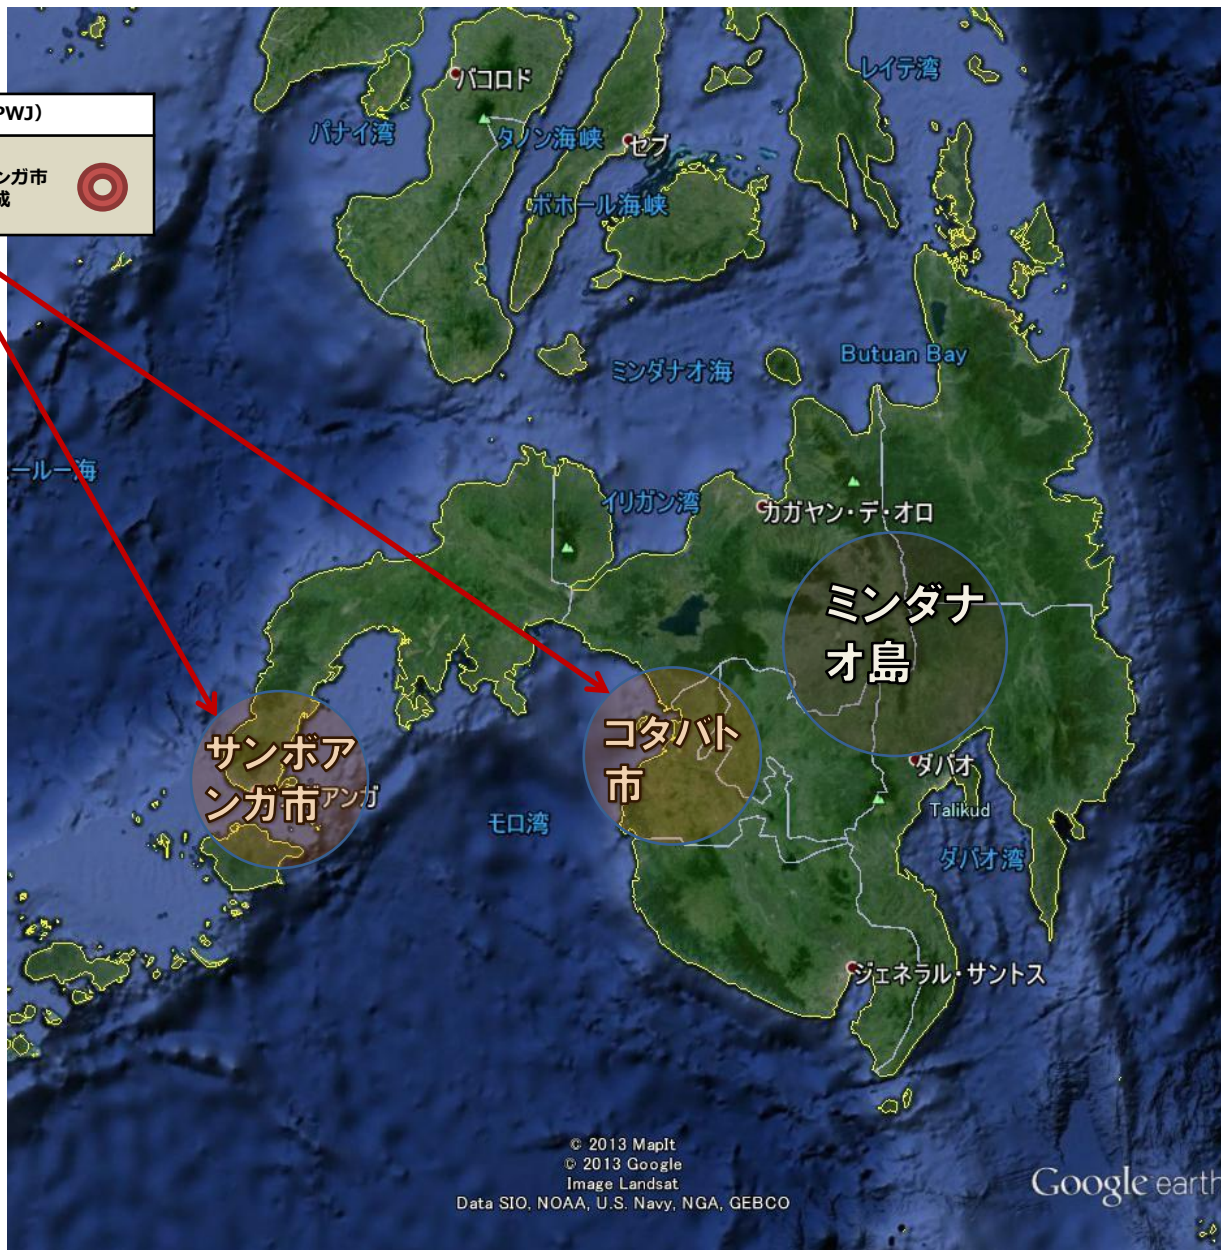 バコロド
レイテ湾
PWJ）
パナイ湾
タノン海峡
セブ
ンガ市
成
ボホール海峡
Butuan Bay
ミンダナオ海
ールー海
イリガン湾
カガヤン・デ・オロ
ミンダナ
オ島
サンボア
ンガ市
アンガ
コタバト
市
ダバオ
Talikud
モロ湾
ダバオ湾
ジェネラル・サントス
© 2013 MapIt
© 2013 Google
Image Landsat
Data SIO, NOAA, U.S. Navy, NGA, GEBCO
Google earth